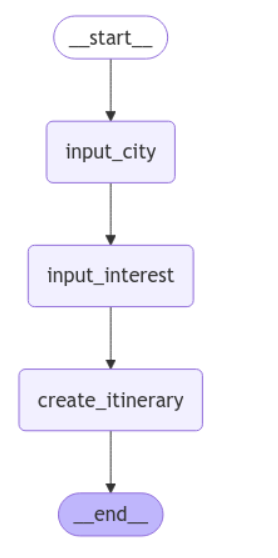 __start__
input_city
input_interest
create_itinerary
__end__